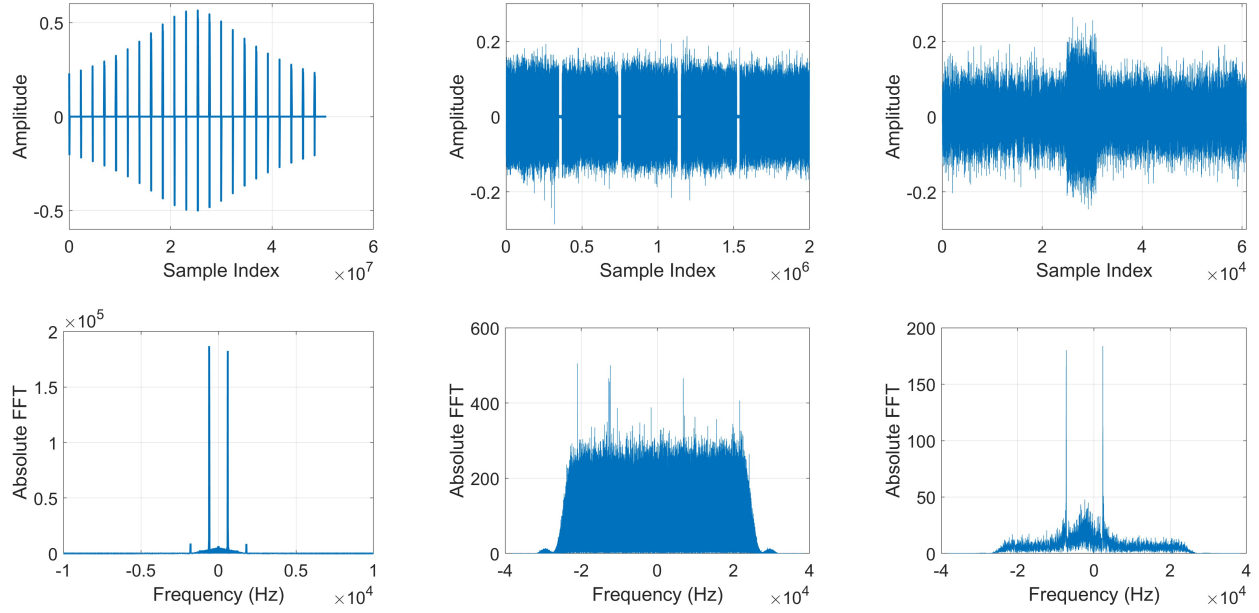 0.5
0
-0.5
Amplitude
0 2 4 6
Sample Index
×10^7
0.2
0
-0.2
Amplitude
0 0.5 1 1.5 2
Sample Index
×10^6
0.2
0
-0.2
Amplitude
0 2 4 6
Sample Index
×10^4
×10^5
2
1.5
1
0.5
0
Absolute FFT
-1 -0.5 0 0.5 1
Frequency (Hz)
×10^4
600
400
200
0
Absolute FFT
-4 -2 0 2 4
Frequency (Hz)
×10^4
200
150
100
50
0
Absolute FFT
-4 -2 0 2 4
Frequency (Hz)
×10^4